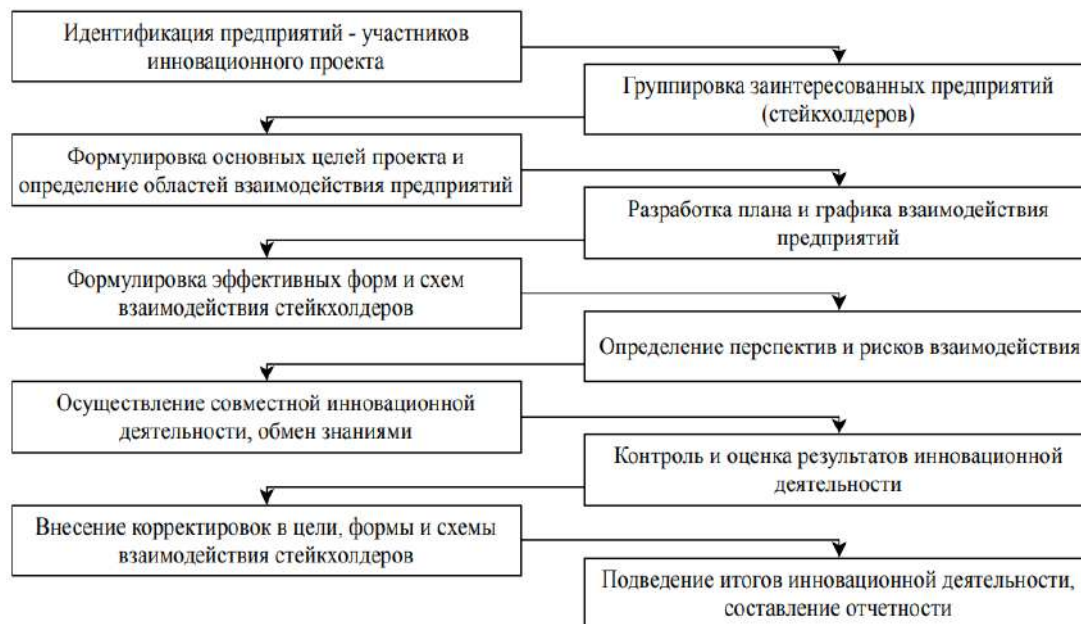 Идентификация предприятий - участников
инновационного проекта
Группировка заинтересованных предприятий
(стейкхолдеров)
Формулировка основных целей проекта и
определение областей взаимодействия предприятий
Разработка плана и графика взаимодействия
предприятий
Формулировка эффективных форм и схем
взаимодействия стейкхолдеров
Определение перспектив и рисков взаимодействия
Осуществление совместной инновационной
деятельности, обмен знаниями
Контроль и оценка результатов инновационной
деятельности
Внесение корректировок в цели, формы и схемы
взаимодействия стейкхолдеров
Подведение итогов инновационной деятельности,
составление отчетности